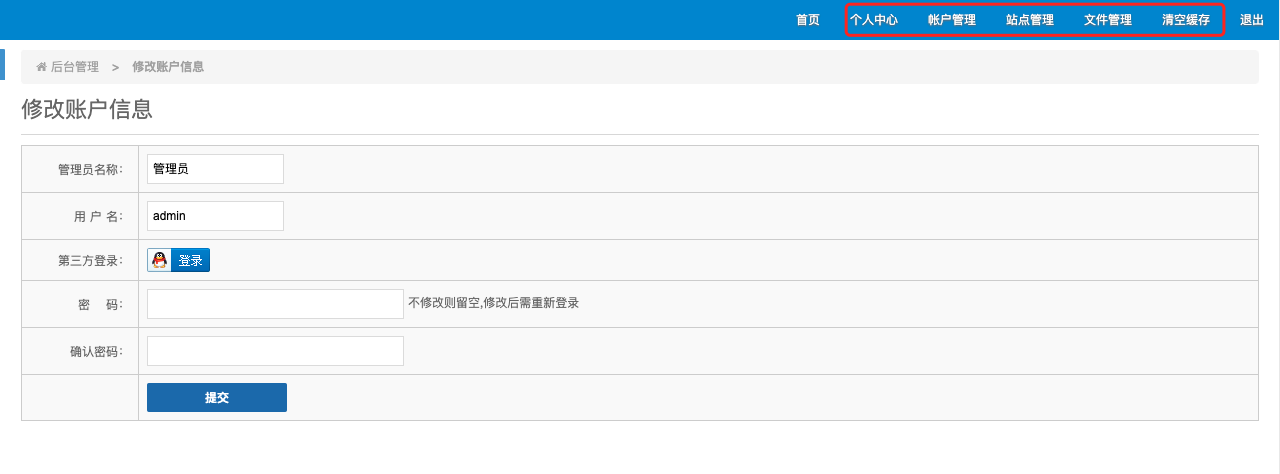 首页 个人中心 帐户管理 站点管理 文件管理 清空缓存 退出
后台管理 > 修改账户信息
修改账户信息
管理员名称： 管理员
用 户 名： admin
第三方登录： 登录
密 码： 不修改则留空,修改后需重新登录
确认密码：
提交